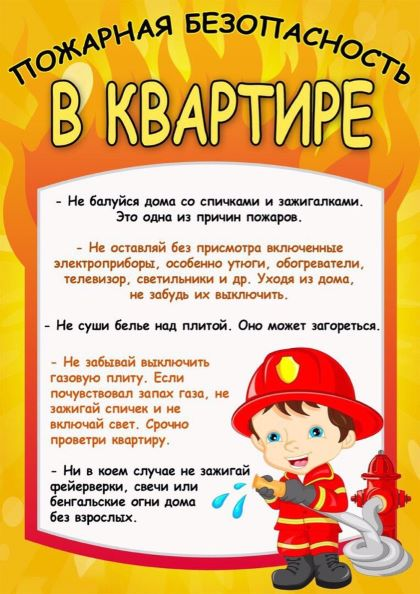 ПОЖАРНАЯ БЕЗОПАСНОСТЬ
В КВАРТИРЕ
- Не балуйся дома со спичками и зажигалками.
Это одна из причин пожаров.
- Не оставляй без присмотра включенные
электроприборы, особенно утюги, обогреватели,
телевизор, светильники и др. Уходя из дома,
не забудь их выключить.
- Не суши белье над плитой. Оно может загореться.
- Не забывай выключить
газовую плиту. Если
почувствовал запах газа, не
зажигай спичек и не
включай свет. Срочно
проветри квартиру.
- Ни в коем случае не зажигай
фейерверки, свечи или
бенгальские огни дома
без взрослых.